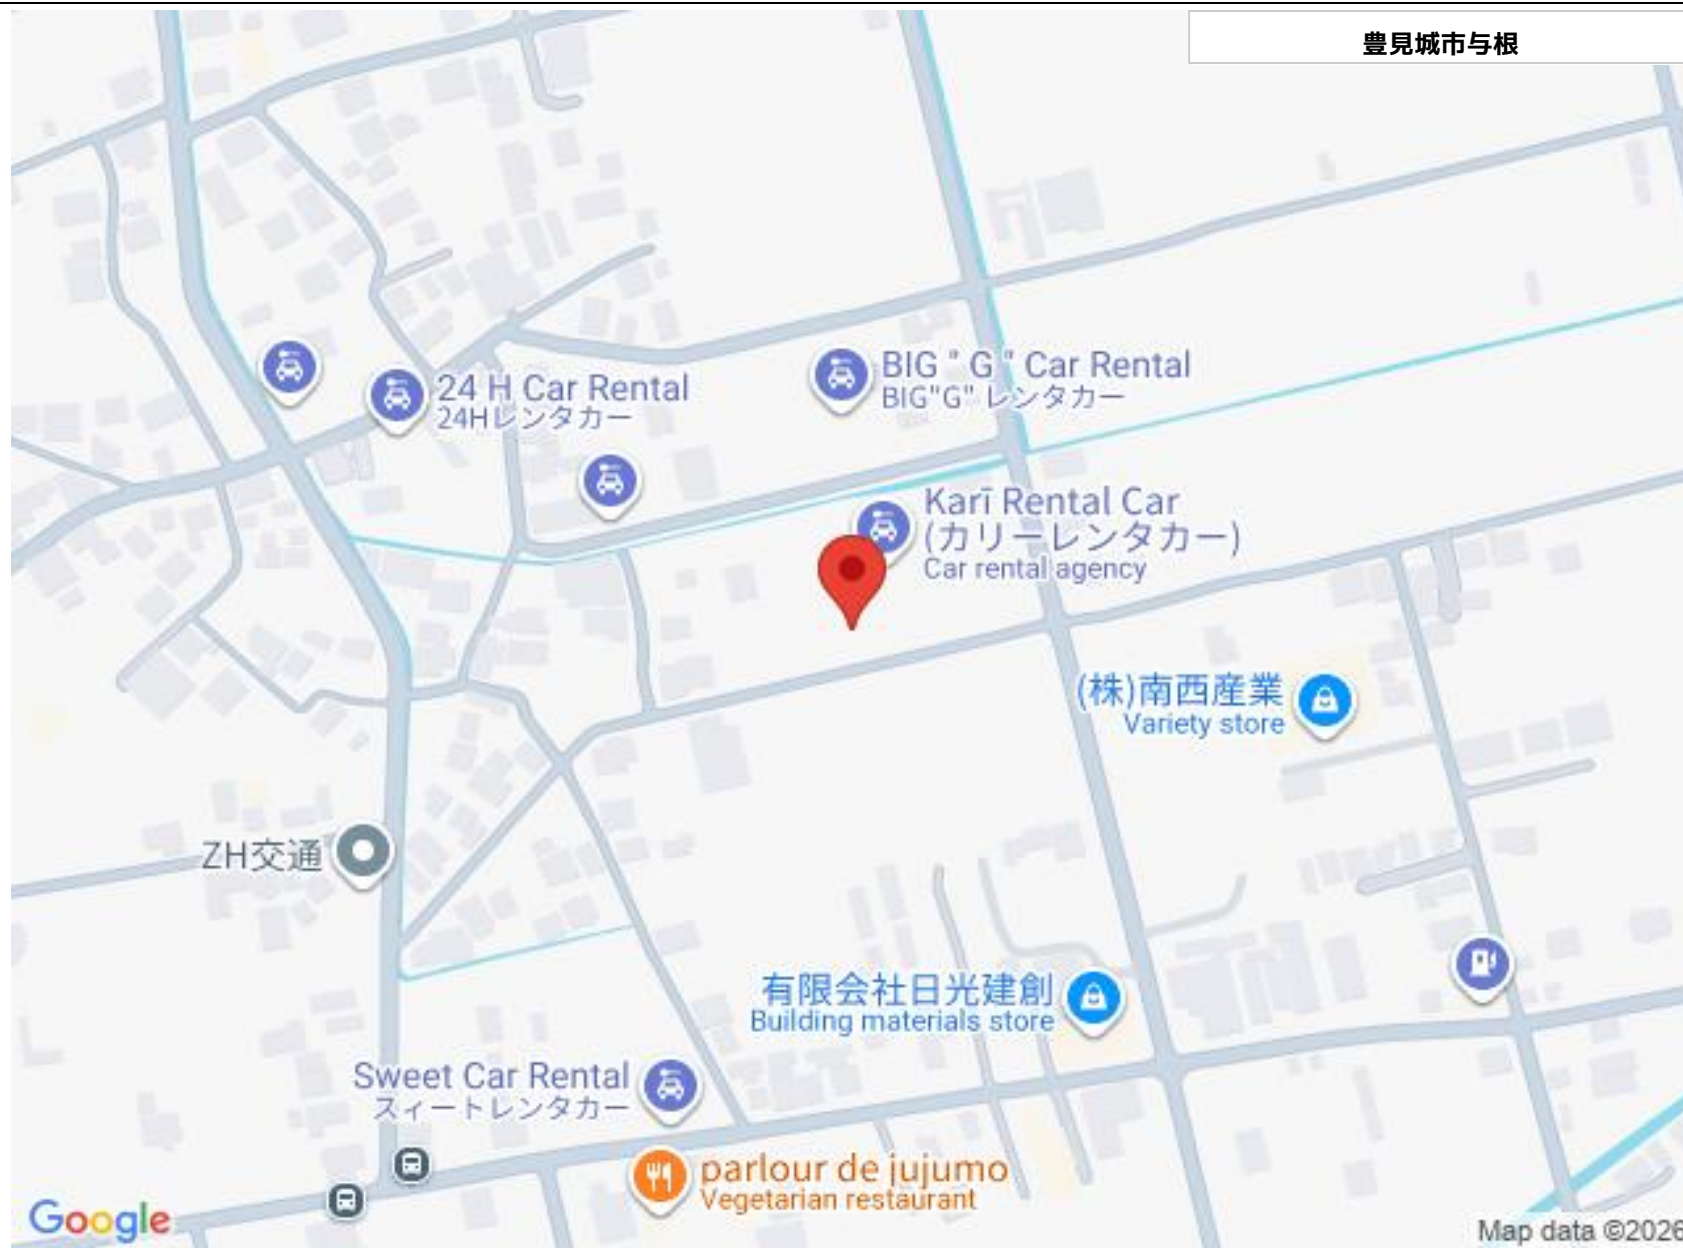 豊見城市与根
BIG " G " Car Rental
BIG"G" レンタカー
24 H Car Rental
24Hレンタカー
Karī Rental Car
(カリーレンタカー)
Car rental agency
(株)南西産業
Variety store
ZH交通
有限会社日光建創
Building materials store
Sweet Car Rental
スィートレンタカー
parlour de jujumo
Vegetarian restaurant
Google
Map data ©2026